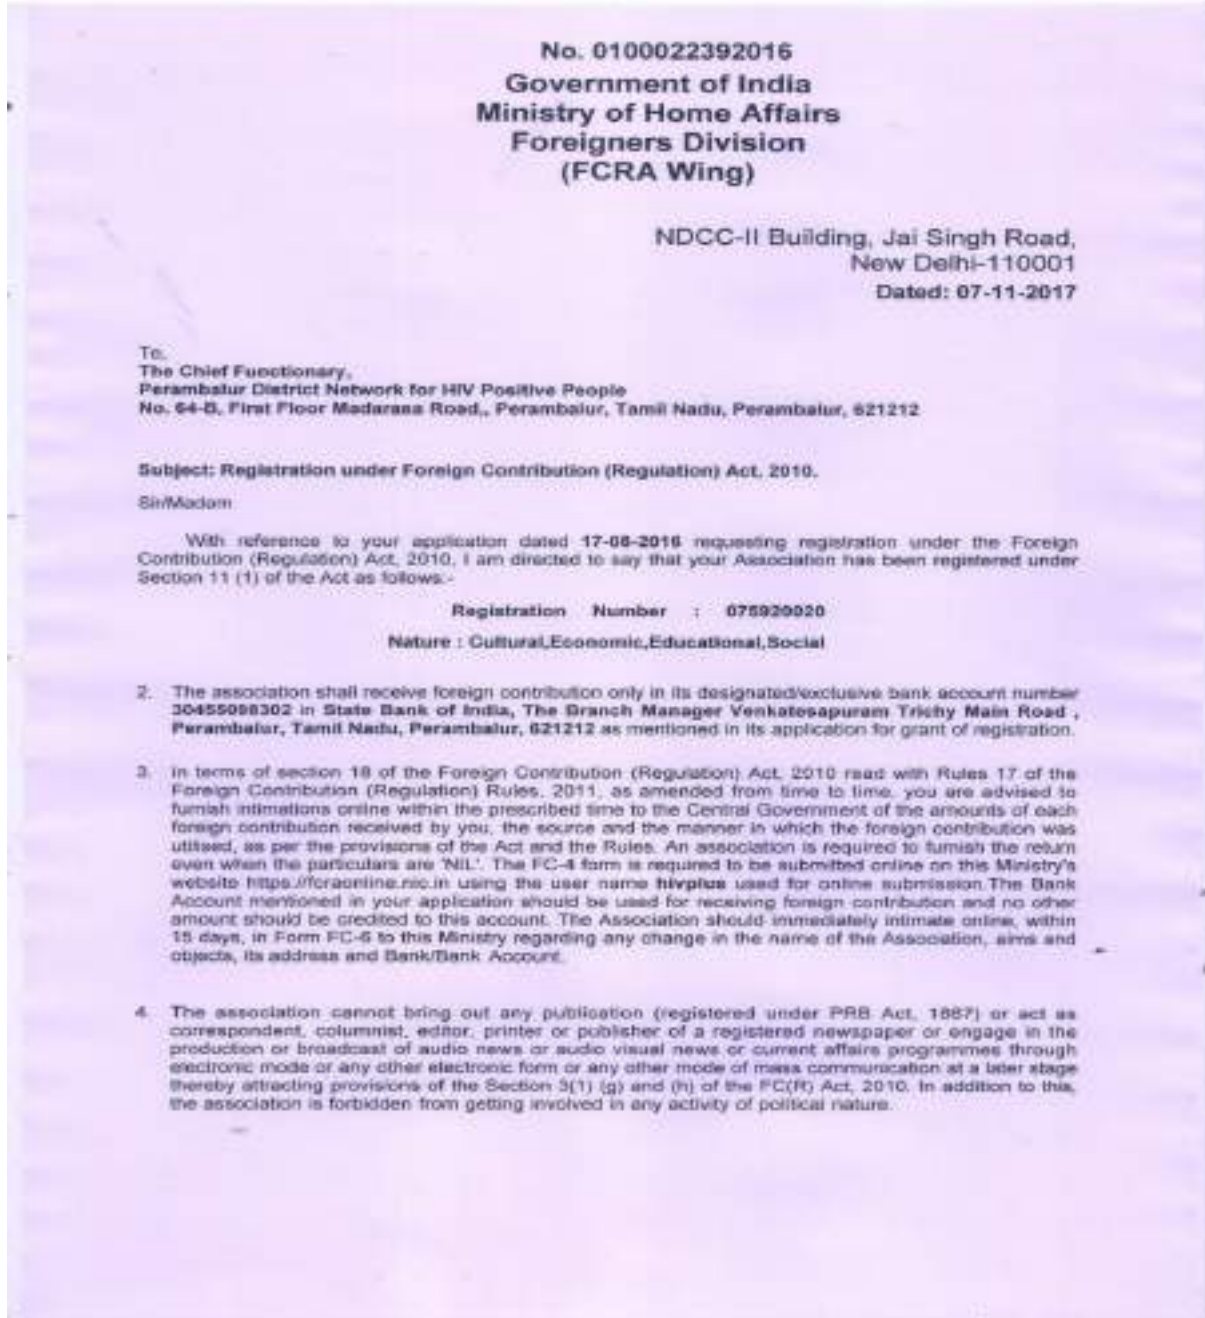 No. 0100022392016
Government of India
Ministry of Home Affairs
Foreigners Division
(FCRA Wing)
NDCC-II Building, Jai Singh Road,
New Delhi-110001
Dated: 07-11-2017
To,
The Chief Functionary,
Perambalur District Network for HIV Positive People
No. 64-B, First Floor Madarasa Road,, Perambalur, Tamil Nadu, Perambalur, 621212
Subject: Registration under Foreign Contribution (Regulation) Act, 2010.
Sir/Madam
With reference to your application dated 17-08-2016 requesting registration under the Foreign
Contribution (Regulation) Act, 2010, I am directed to say that your Association has been registered under
Section 11 (1) of the Act as follows:-
Registration Number : 075920020
Nature : Cultural,Economic,Educational,Social
2. The association shall receive foreign contribution only in its designated/exclusive bank account number
30455098302 in State Bank of India, The Branch Manager Venkatesapuram Trichy Main Road ,
Perambalur, Tamil Nadu, Perambalur, 621212 as mentioned in its application for grant of registration.
3. In terms of section 18 of the Foreign Contribution (Regulation) Act, 2010 read with Rules 17 of the
Foreign Contribution (Regulation) Rules, 2011, as amended from time to time, you are advised to
furnish intimations online within the prescribed time to the Central Government of the amounts of each
foreign contribution received by you, the source and the manner in which the foreign contribution was
utilised, as per the provisions of the Act and the Rules. An association is required to furnish the return
even when the particulars are 'NIL'. The FC-4 form is required to be submitted online on this Ministry's
website https://fcraonline.nic.in using the user name hivplus used for online submission.The Bank
Account mentioned in your application should be used for receiving foreign contribution and no other
amount should be credited to this account. The Association should immediately intimate online, within
15 days, in Form FC-6 to this Ministry regarding any change in the name of the Association, aims and
objects, its address and Bank/Bank Account.
4. The association cannot bring out any publication (registered under PRB Act, 1867) or act as
correspondent, columnist, editor, printer or publisher of a registered newspaper or engage in the
production or broadcast of audio news or audio visual news or current affairs programmes through
electronic mode or any other electronic form or any other mode of mass communication at a later stage
thereby attracting provisions of the Section 3(1) (g) and (h) of the FC(R) Act, 2010. In addition to this,
the association is forbidden from getting involved in any activity of political nature.